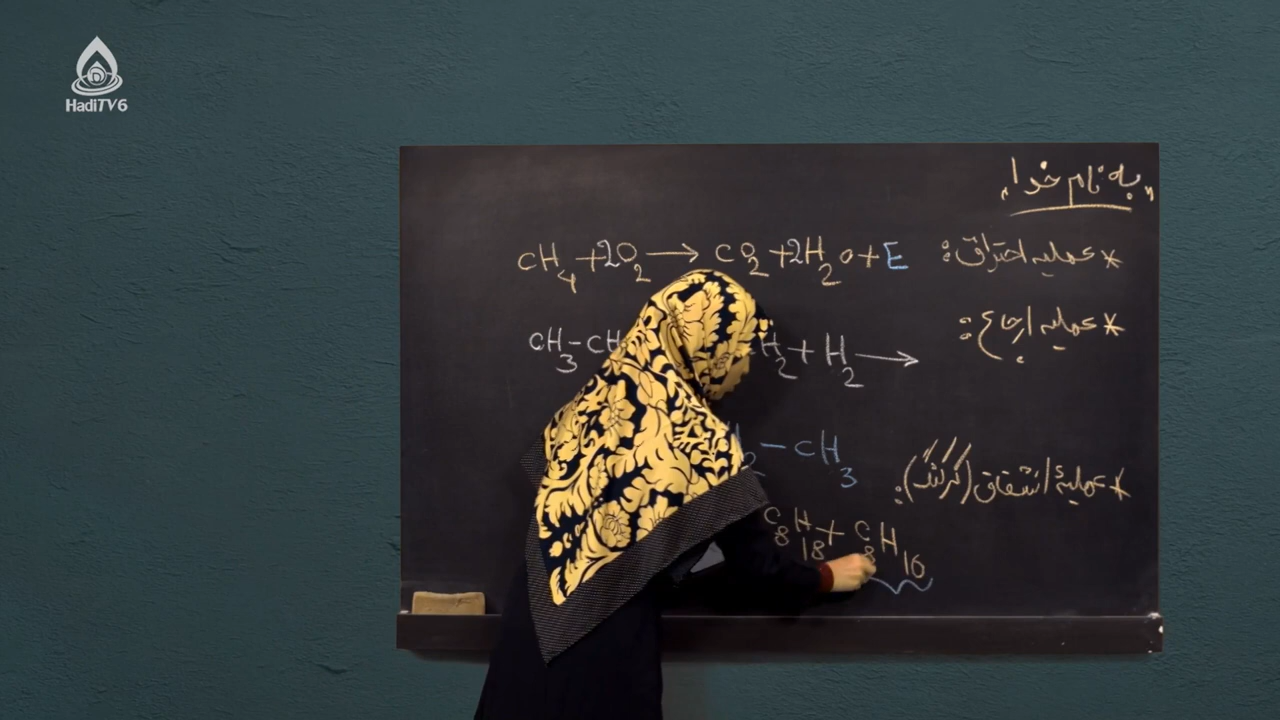 HadiTV6
"به نام خدا"
* عملیه احتراق: CH4 + 2O2 → CO2 + 2H2O + E
* عملیه ارجاع:
CH3-CH H2 + H2 →
2 - CH3
* عملیهٔ انشقاق (کرکنگ):
C8H18 + C8H16